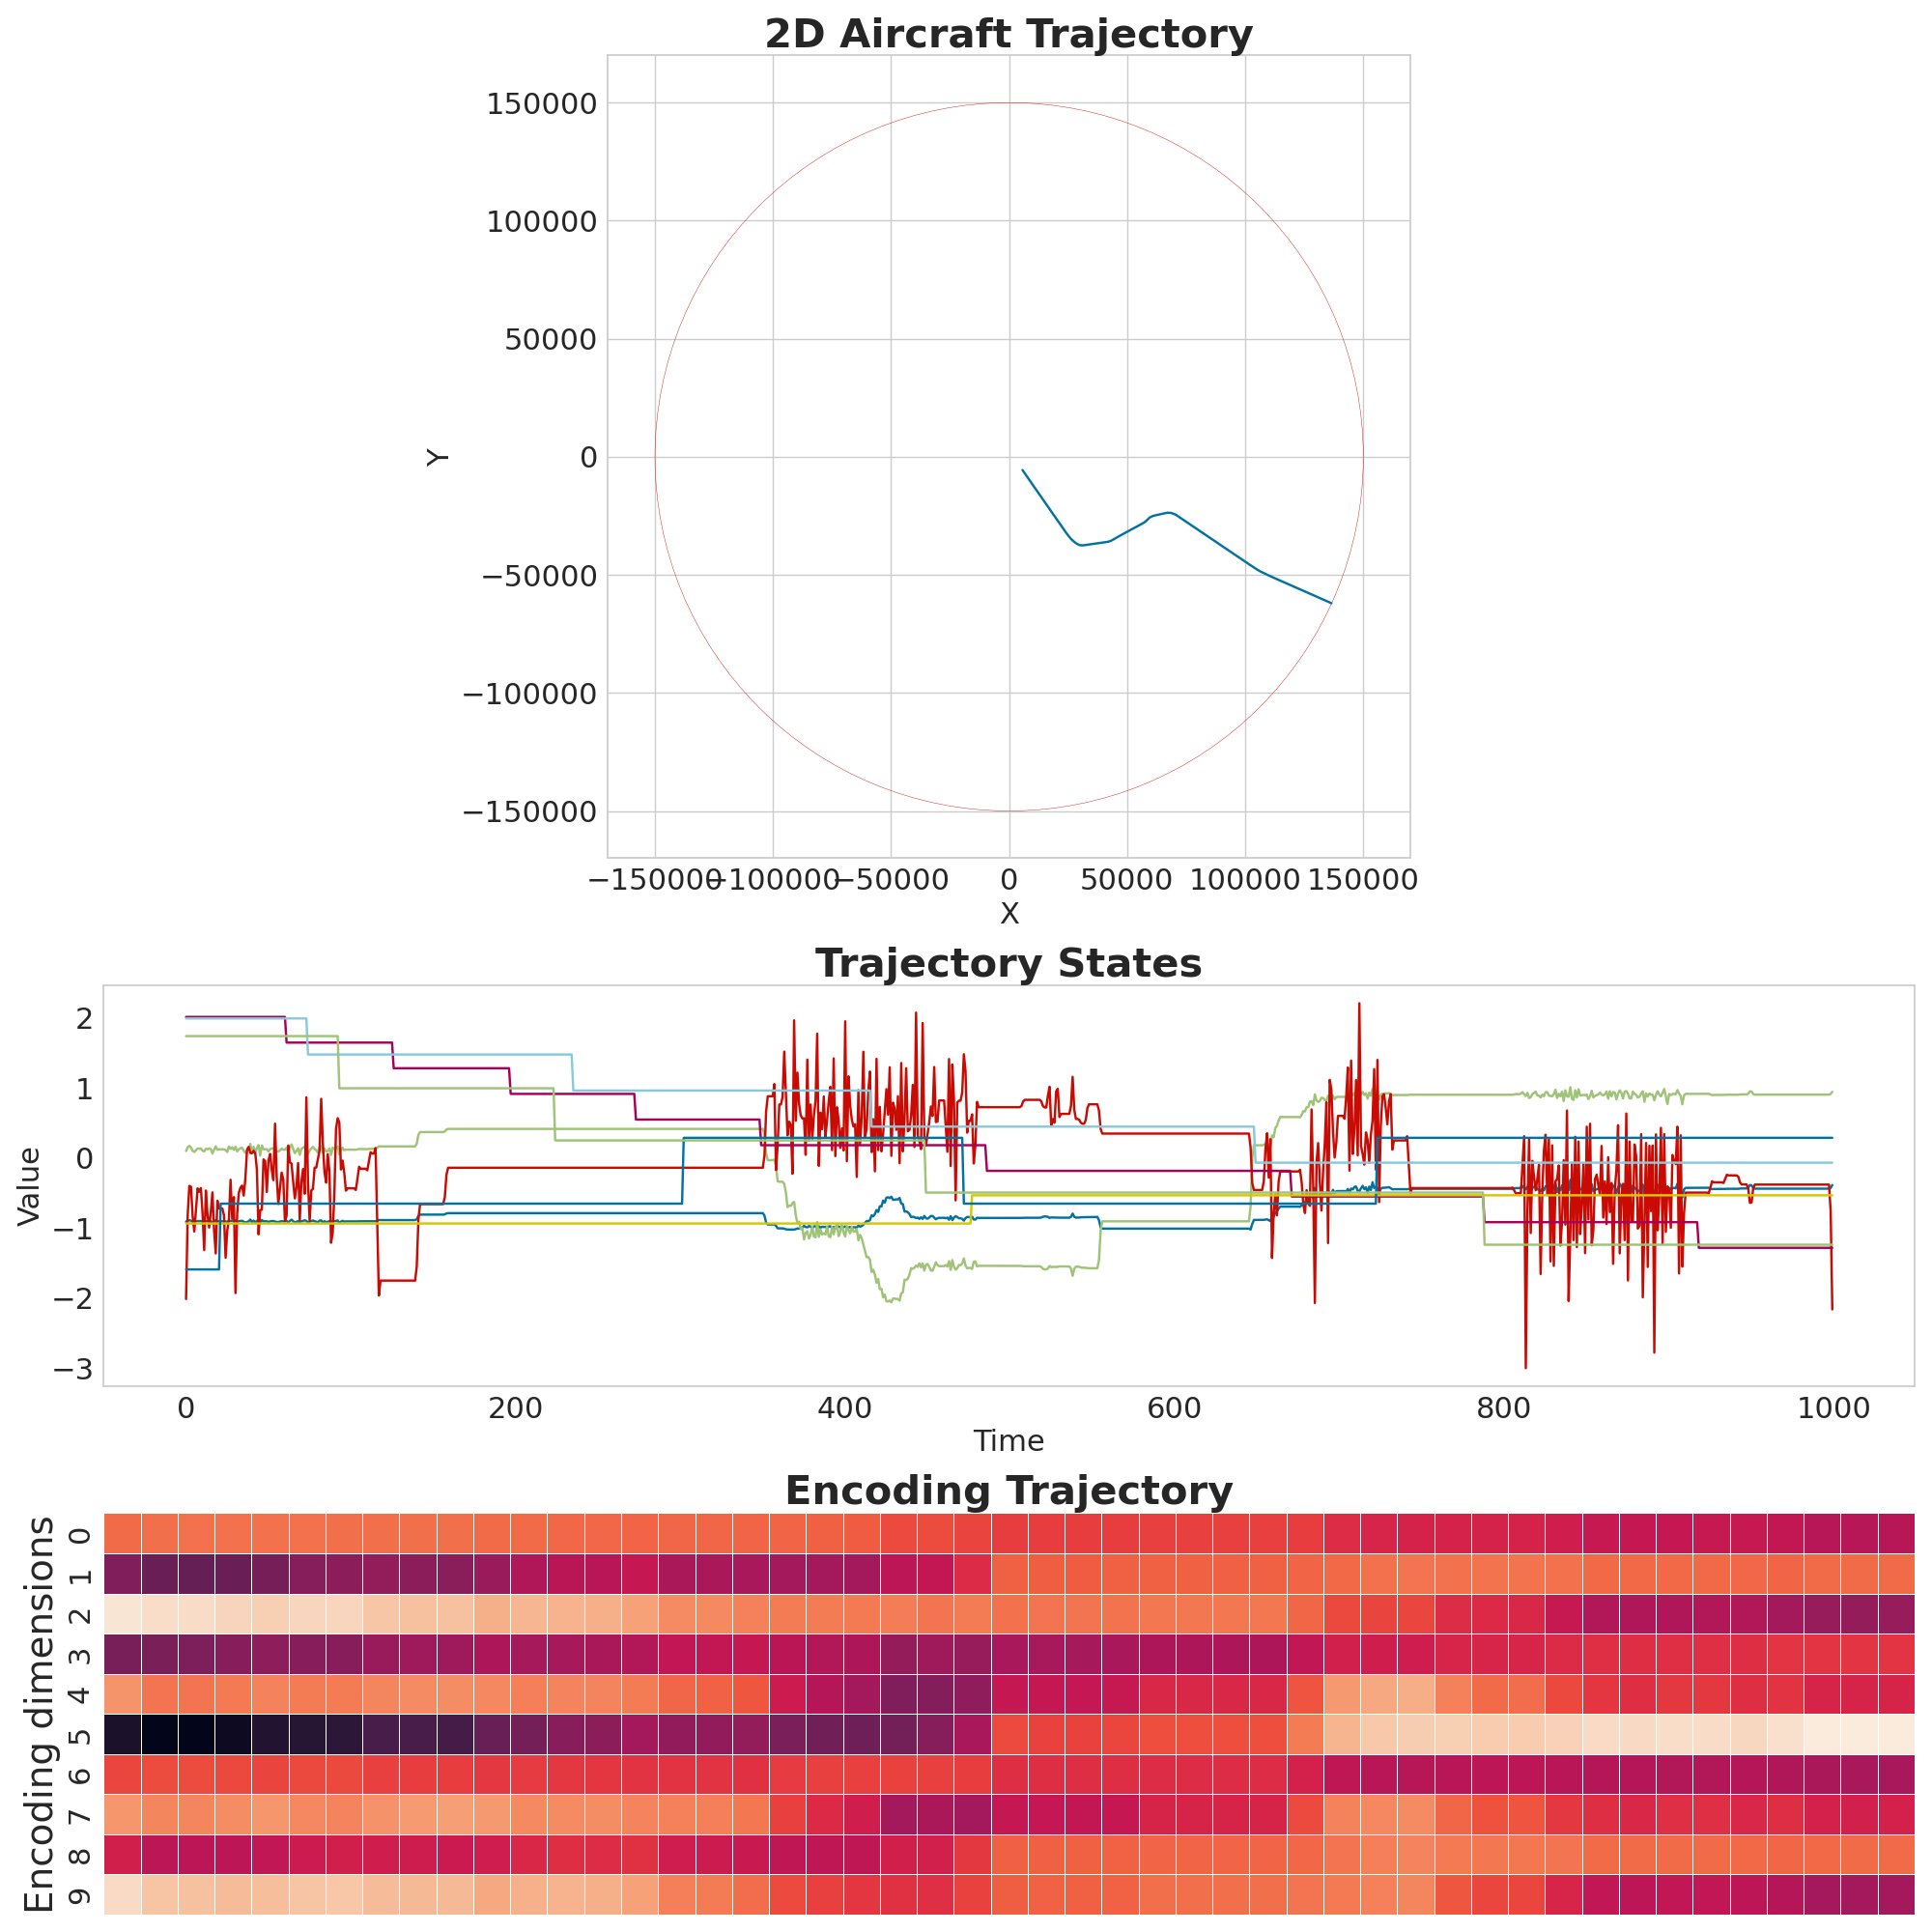 2D Aircraft Trajectory
150000
100000
50000
0
−50000
−100000
−150000
Y
−150000 −100000 −50000 0 50000 100000 150000
X
Trajectory States
2
1
0
−1
−2
−3
Value
0 200 400 600 800 1000
Time
Encoding Trajectory
Encoding dimensions
0
1
2
3
4
5
6
7
8
9